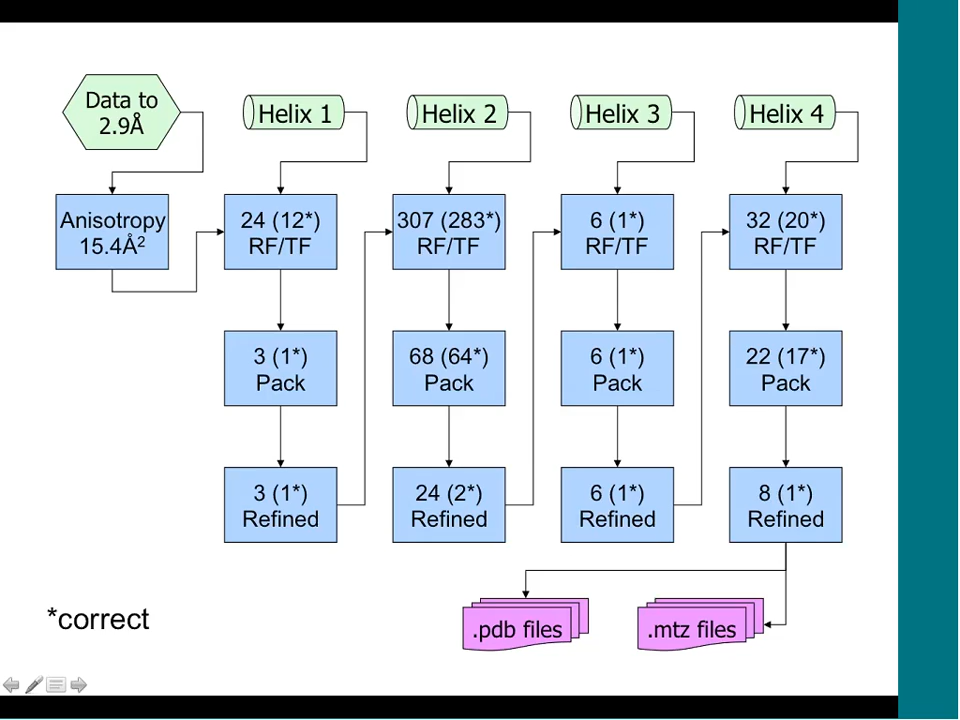 Data to
2.9Å
Helix 1
Helix 2
Helix 3
Helix 4
Anisotropy
15.4Å²
24 (12*)
RF/TF
307 (283*)
RF/TF
6 (1*)
RF/TF
32 (20*)
RF/TF
3 (1*)
Pack
68 (64*)
Pack
6 (1*)
Pack
22 (17*)
Pack
3 (1*)
Refined
24 (2*)
Refined
6 (1*)
Refined
8 (1*)
Refined
*correct
.pdb files
.mtz files